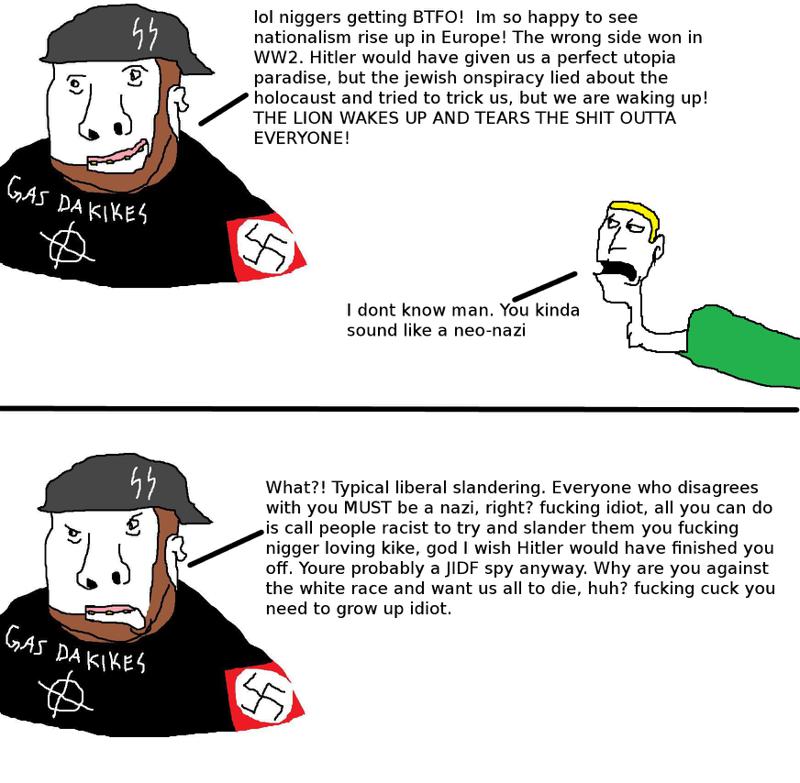 lol niggers getting BTFO!  Im so happy to see
nationalism rise up in Europe! The wrong side won in
WW2. Hitler would have given us a perfect utopia
paradise, but the jewish onspiracy lied about the
holocaust and tried to trick us, but we are waking up!
THE LION WAKES UP AND TEARS THE SHIT OUTTA
EVERYONE!
GAS DA KIKES
I dont know man. You kinda
sound like a neo-nazi
What?! Typical liberal slandering. Everyone who disagrees
with you MUST be a nazi, right? fucking idiot, all you can do
is call people racist to try and slander them you fucking
nigger loving kike, god I wish Hitler would have finished you
off. Youre probably a JIDF spy anyway. Why are you against
the white race and want us all to die, huh? fucking cuck you
need to grow up idiot.
GAS DA KIKES